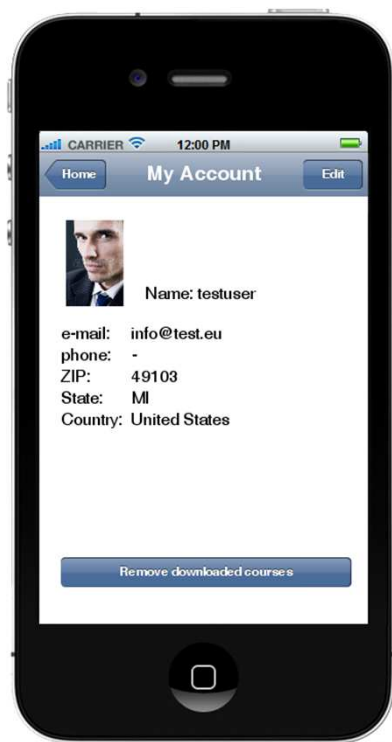 CARRIER 12:00 PM
Home My Account Edit
Name: testuser
e-mail: info@test.eu
phone: -
ZIP: 49103
State: MI
Country: United States
Remove downloaded courses